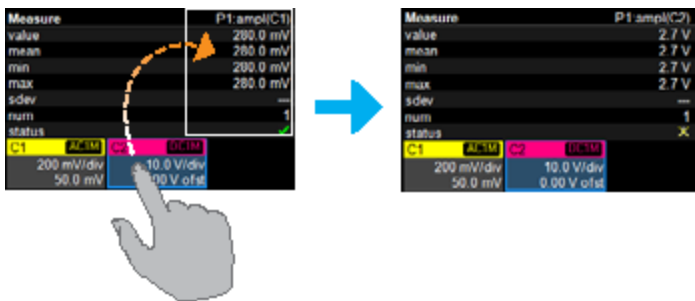 Measure P1:ampl(C1)
value 280.0 mV
mean 280.0 mV
min 280.0 mV
max 280.0 mV
sdev ---
num 1
status
C1 AC1M C2 DC1M
200 mV/div 10.0 V/div
50.0 mV 00 V ofst
Measure P1:ampl(C2)
value 2.7 V
mean 2.7 V
min 2.7 V
max 2.7 V
sdev ---
num 1
status
C1 AC1M C2 DC1M
200 mV/div 10.0 V/div
50.0 mV 0.00 V ofst